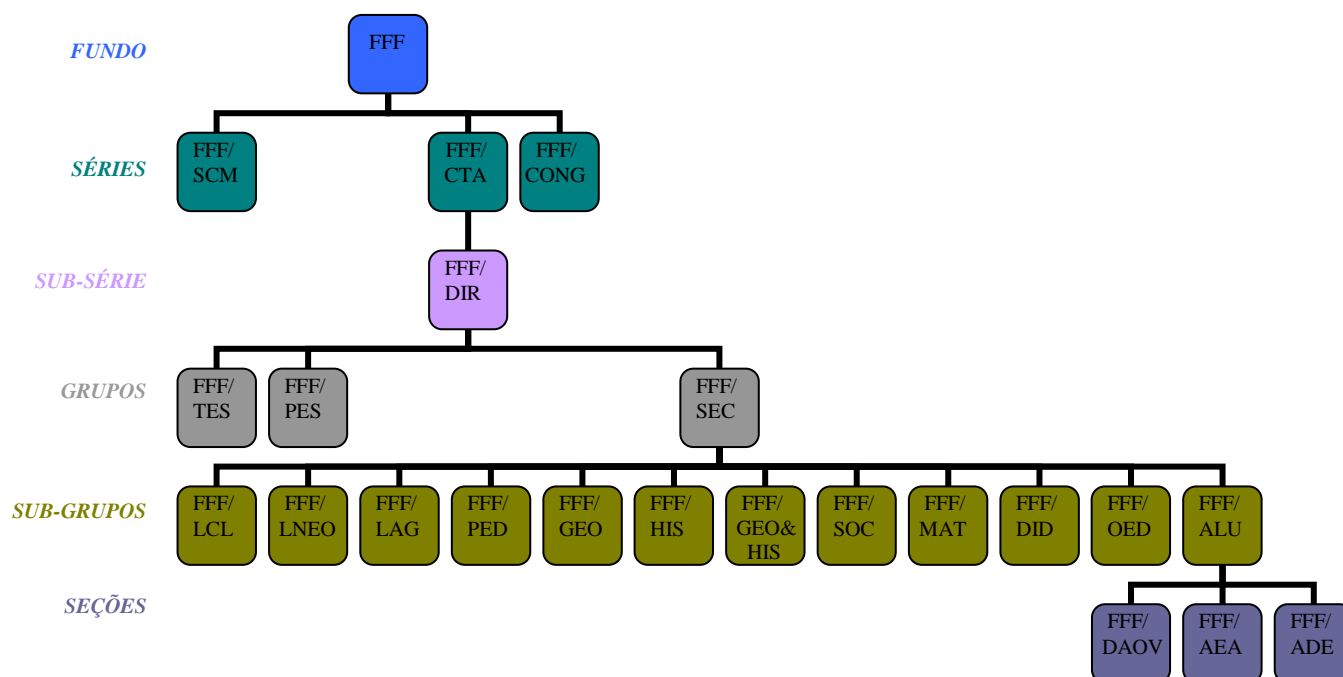 FUNDO
FFF
SÉRIES
FFF/
SCM
FFF/
CTA
FFF/
CONG
SUB-SÉRIE
FFF/
DIR
GRUPOS
FFF/
TES
FFF/
PES
FFF/
SEC
SUB-GRUPOS
FFF/
LCL
FFF/
LNEO
FFF/
LAG
FFF/
PED
FFF/
GEO
FFF/
HIS
FFF/
GEO&
HIS
FFF/
SOC
FFF/
MAT
FFF/
DID
FFF/
OED
FFF/
ALU
SEÇÕES
FFF/
DAOV
FFF/
AEA
FFF/
ADE